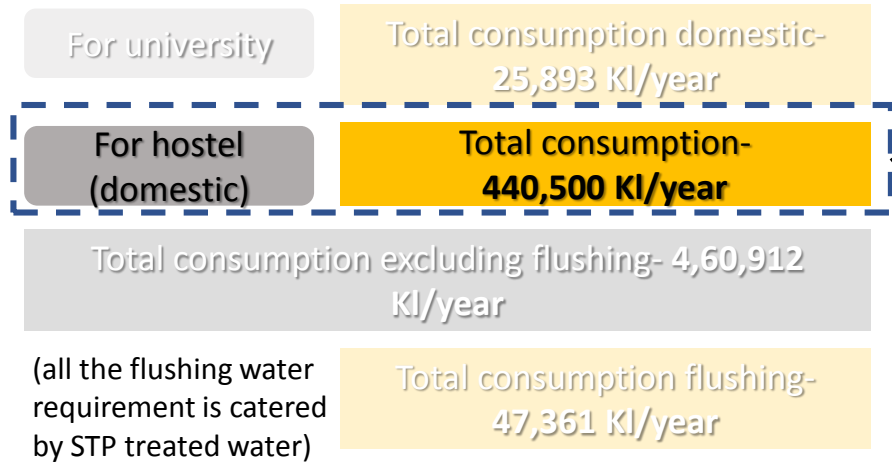 For university
Total consumption domestic-
25,893 Kl/year
For hostel
(domestic)
Total consumption-
440,500 Kl/year
Total consumption excluding flushing- 4,60,912
Kl/year
(all the flushing water
requirement is catered
by STP treated water)
Total consumption flushing-
47,361 Kl/year